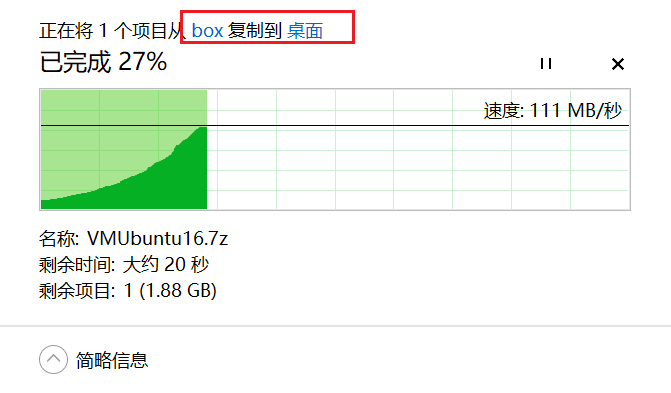 正在将 1 个项目从 box 复制到 桌面
已完成 27%
速度: 111 MB/秒
名称: VMUbuntu16.7z
剩余时间: 大约 20 秒
剩余项目: 1 (1.88 GB)
简略信息